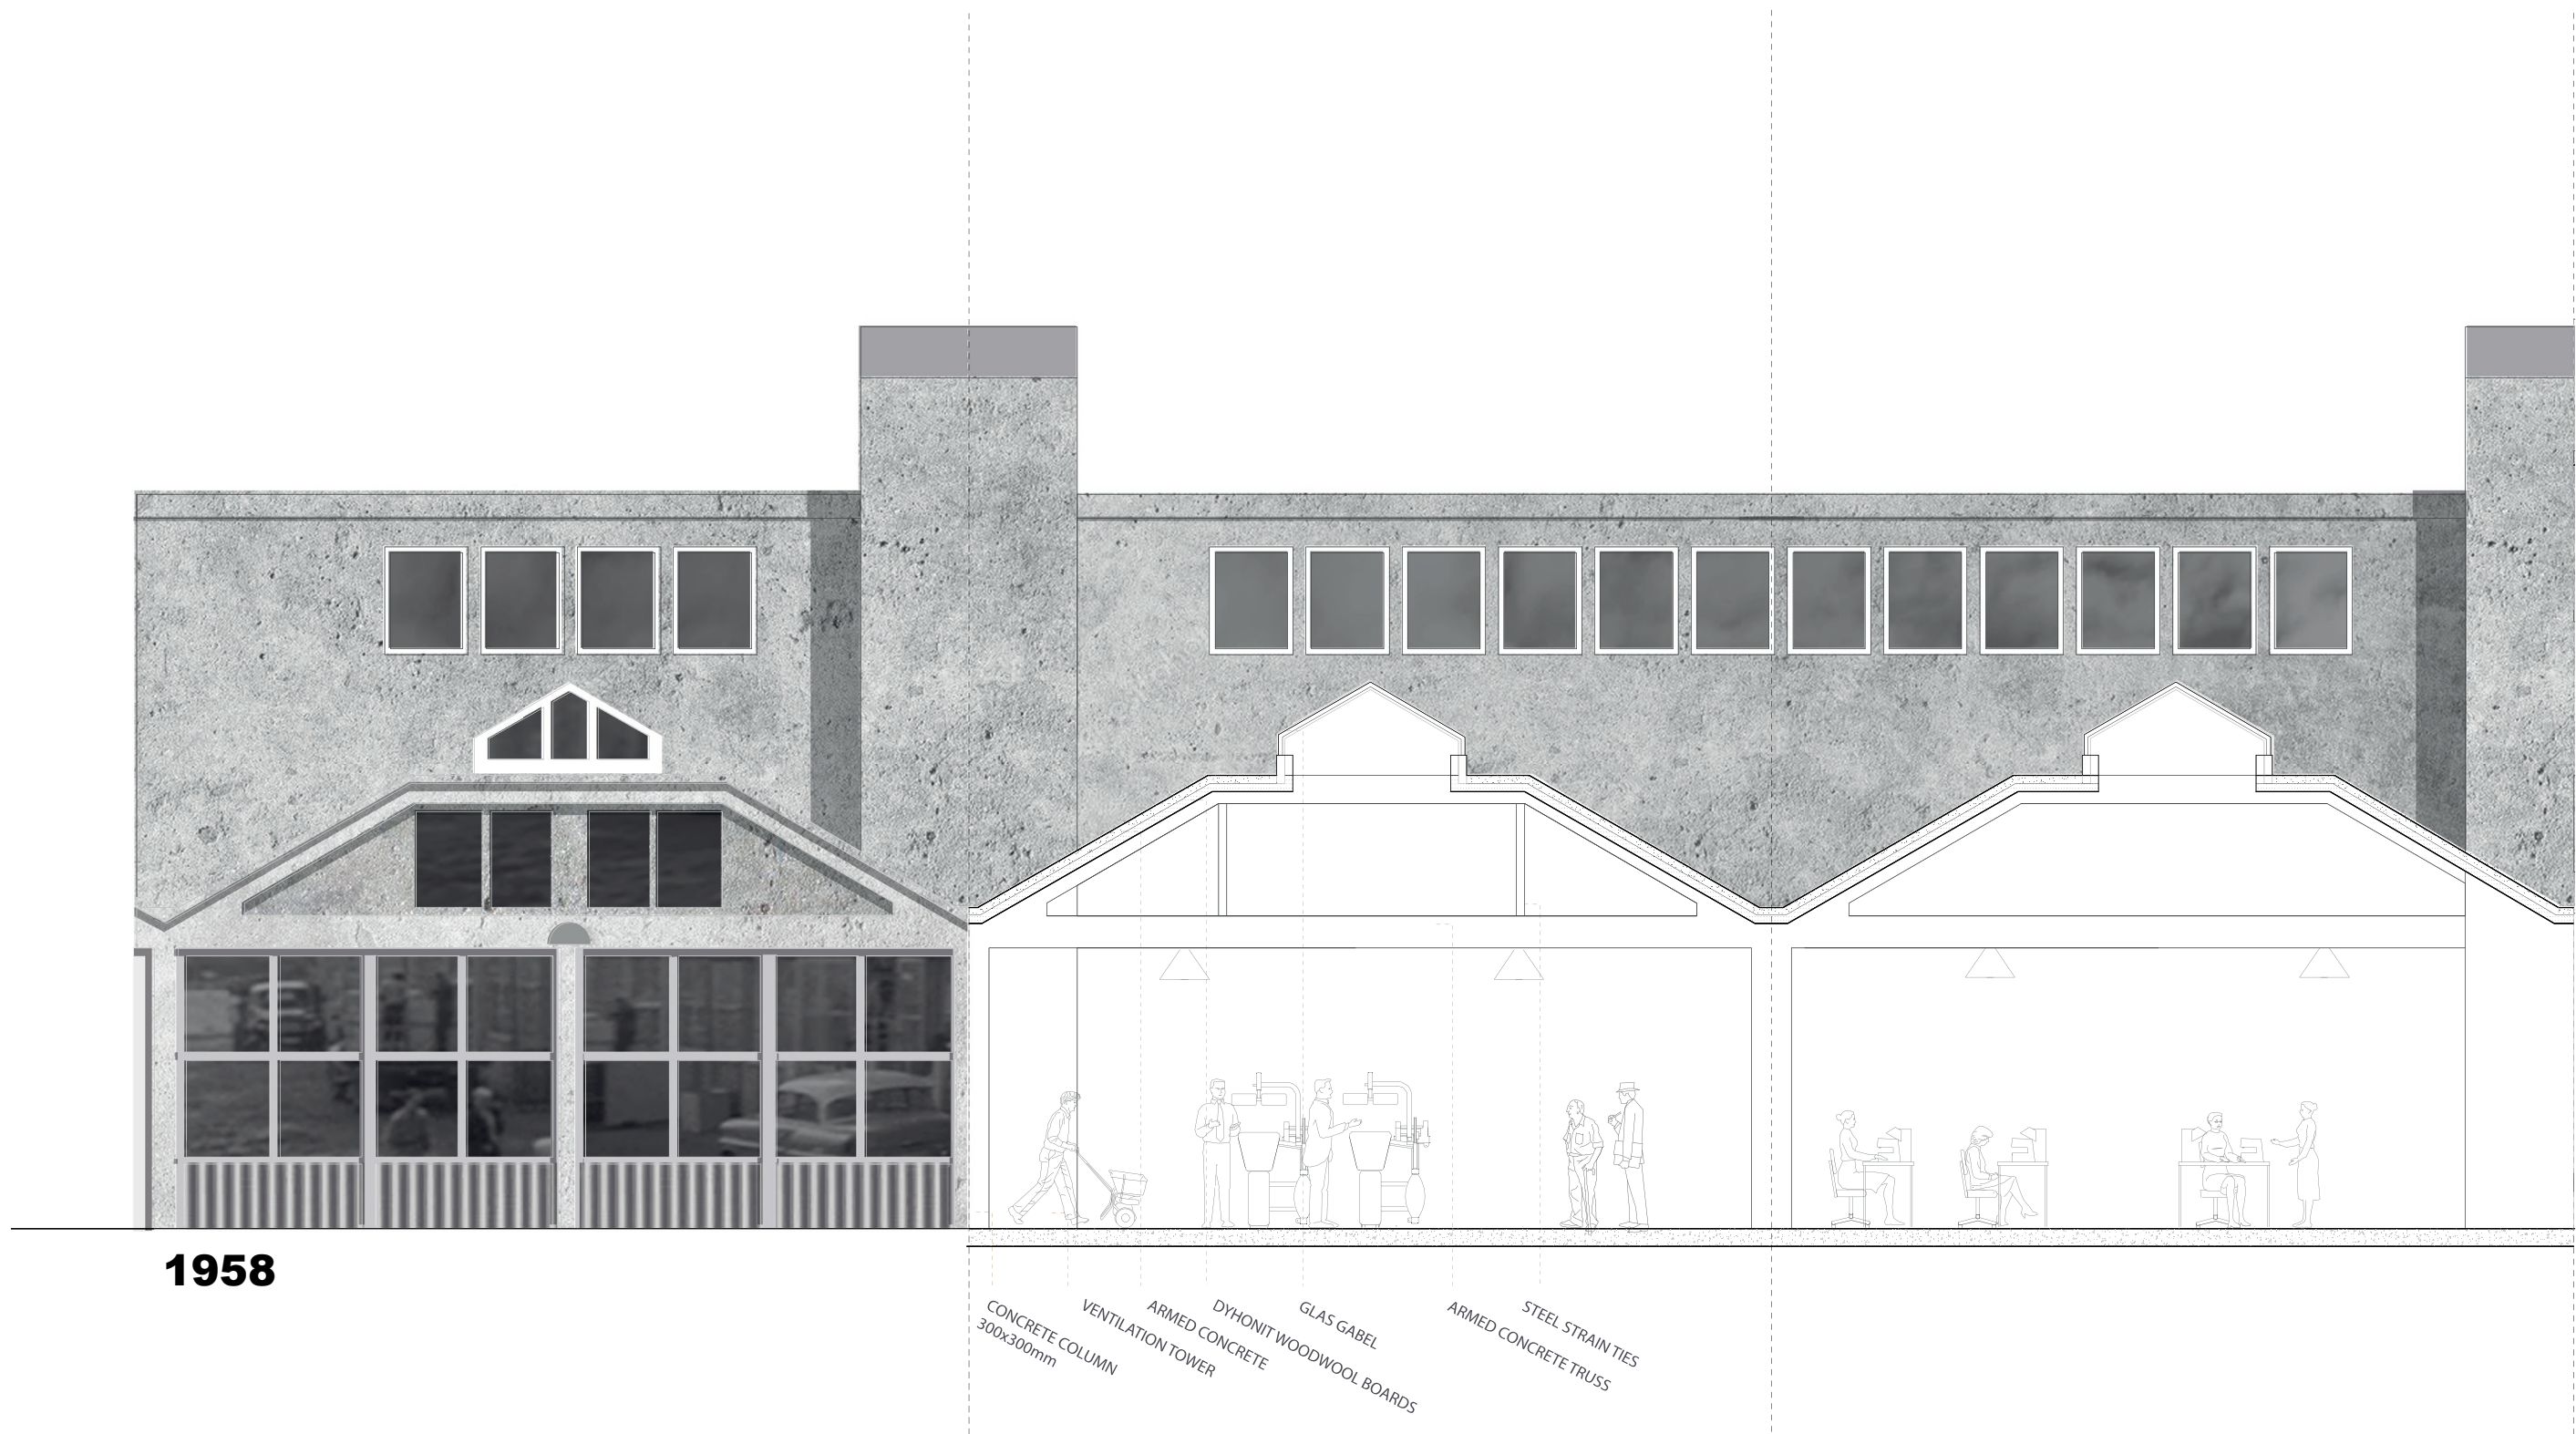 1958
CONCRETE COLUMN
300x300mm
VENTILATION TOWER
ARMED CONCRETE
DYHONIT WOODWOOL BOARDS
GLAS GABEL
ARMED CONCRETE TRUSS
STEEL STRAIN TIES